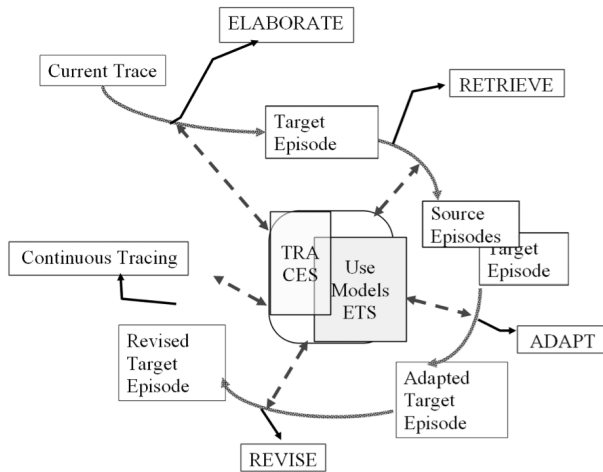 ELABORATE
Current Trace
RETRIEVE
Target
Episode
Source
Episodes
Target
Episode
TRA
CES
Use
Models
ETS
Continuous Tracing
ADAPT
Revised
Target
Episode
Adapted
Target
Episode
REVISE